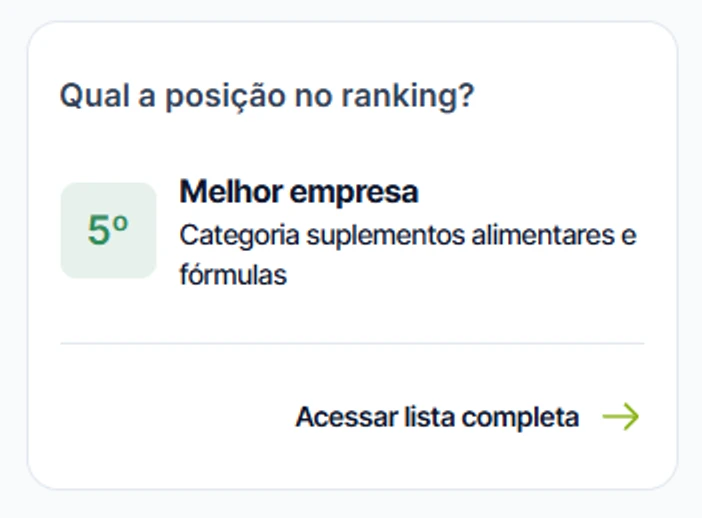 Qual a posição no ranking?
5º
Melhor empresa
Categoria suplementos alimentares e
fórmulas
Acessar lista completa